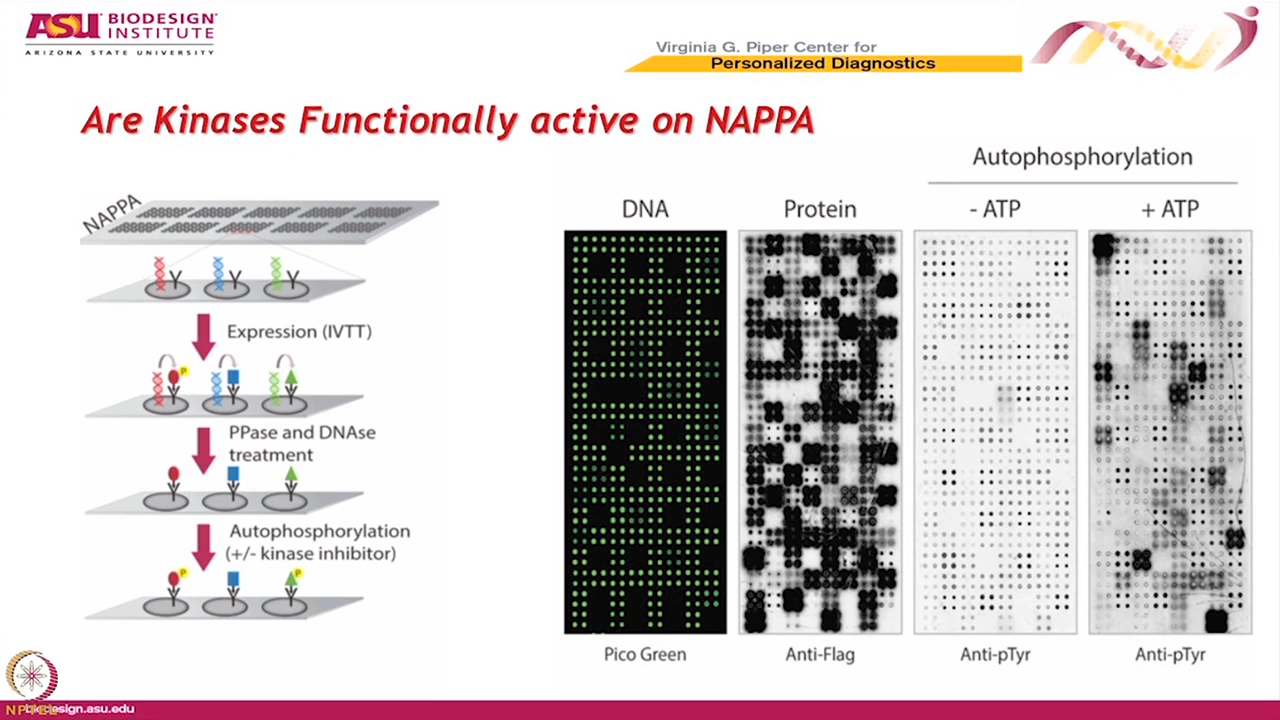 ASU BIODESIGN
INSTITUTE
ARIZONA STATE UNIVERSITY
Virginia G. Piper Center for
Personalized Diagnostics
Are Kinases Functionally active on NAPPA
NAPPA
Expression (IVTT)
P
PPase and DNAse
treatment
Autophosphorylation
(+/- kinase inhibitor)
P
P
Autophosphorylation
DNA
Protein
- ATP
+ ATP
Pico Green
Anti-Flag
Anti-pTyr
Anti-pTyr
NPTEL
design.asu.edu